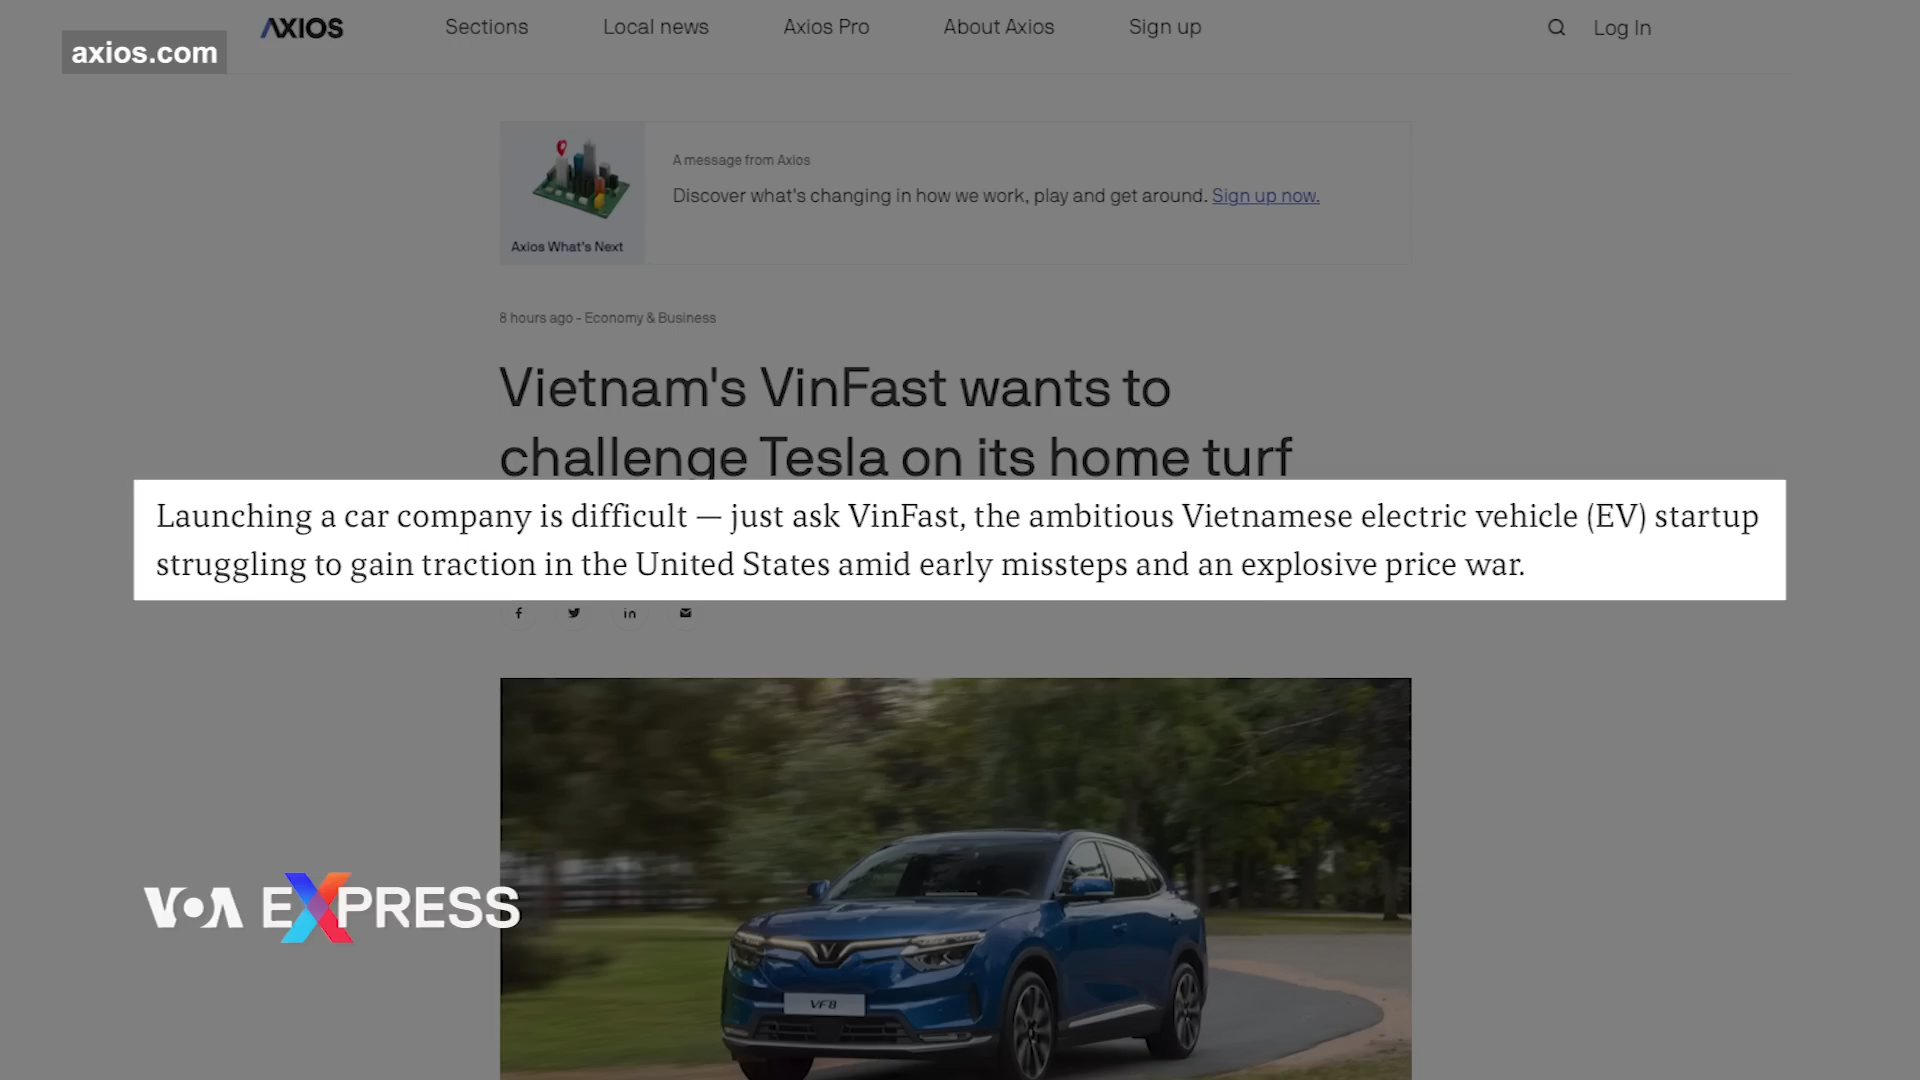 axios.com
AXIOS
Sections
Local news
Axios Pro
About Axios
Sign up
Log In
A message from Axios
Discover what's changing in how we work, play and get around. Sign up now.
Axios What's Next
8 hours ago - Economy & Business
Vietnam's VinFast wants to
challenge Tesla on its home turf
Launching a car company is difficult — just ask VinFast, the ambitious Vietnamese electric vehicle (EV) startup
struggling to gain traction in the United States amid early missteps and an explosive price war.
VOA EXPRESS
VF8